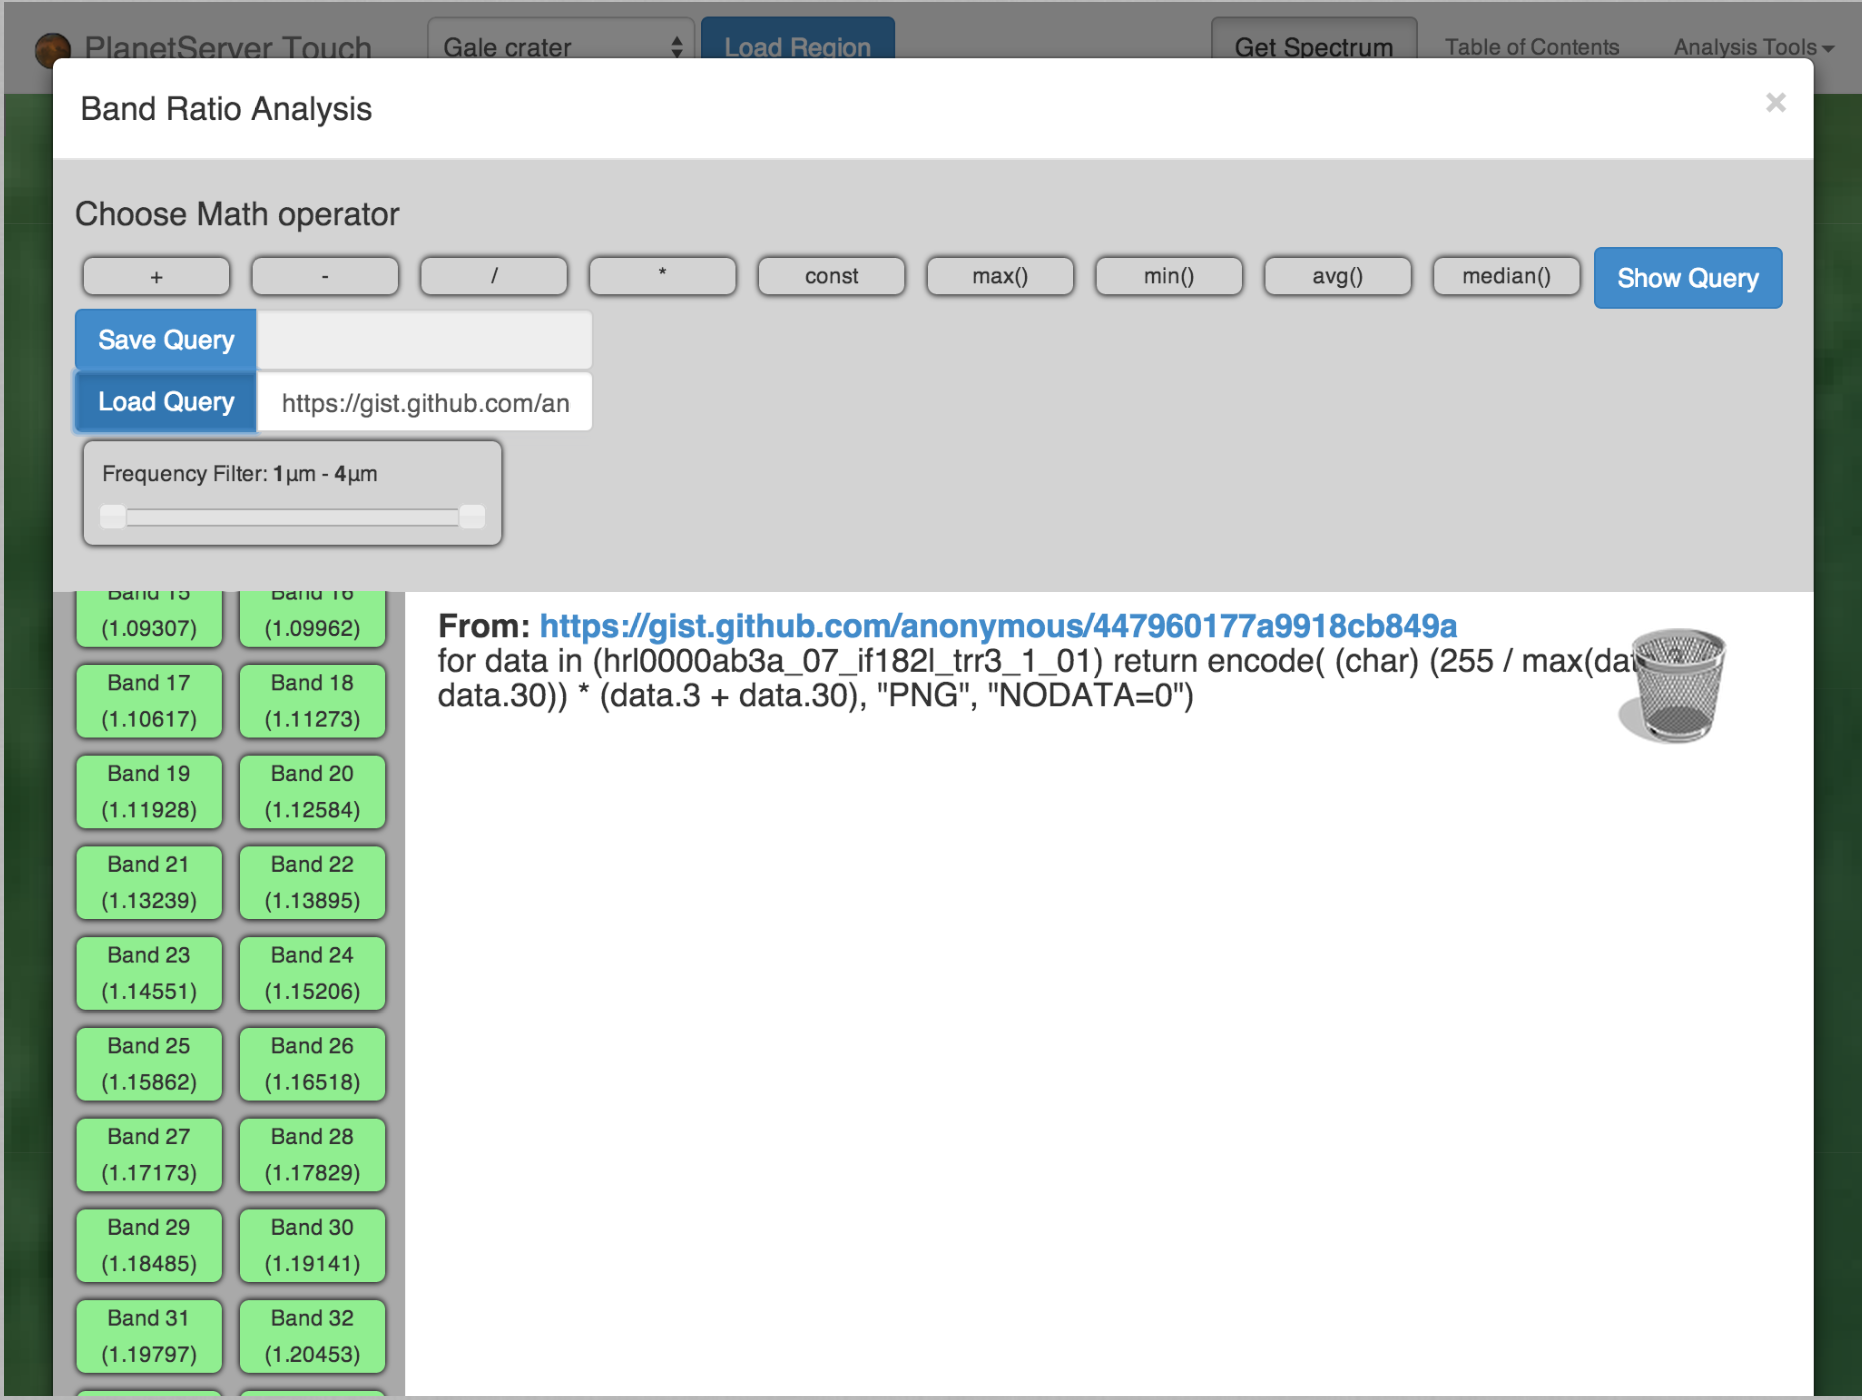 PlanetServer Touch
Gale crater
Load Region
Get Spectrum
Table of Contents
Analysis Tools
Band Ratio Analysis
×
Choose Math operator
+
-
/
*
const
max()
min()
avg()
median()
Show Query
Save Query
Load Query
https://gist.github.com/an
Frequency Filter: 1μm - 4μm
Band 15
(1.09307)
Band 16
(1.09962)
Band 17
(1.10617)
Band 18
(1.11273)
Band 19
(1.11928)
Band 20
(1.12584)
Band 21
(1.13239)
Band 22
(1.13895)
Band 23
(1.14551)
Band 24
(1.15206)
Band 25
(1.15862)
Band 26
(1.16518)
Band 27
(1.17173)
Band 28
(1.17829)
Band 29
(1.18485)
Band 30
(1.19141)
Band 31
(1.19797)
Band 32
(1.20453)
From: https://gist.github.com/anonymous/447960177a9918cb849a
for data in (hrl0000ab3a_07_if182l_trr3_1_01) return encode( (char) (255 / max(dat
data.30)) * (data.3 + data.30), "PNG", "NODATA=0")